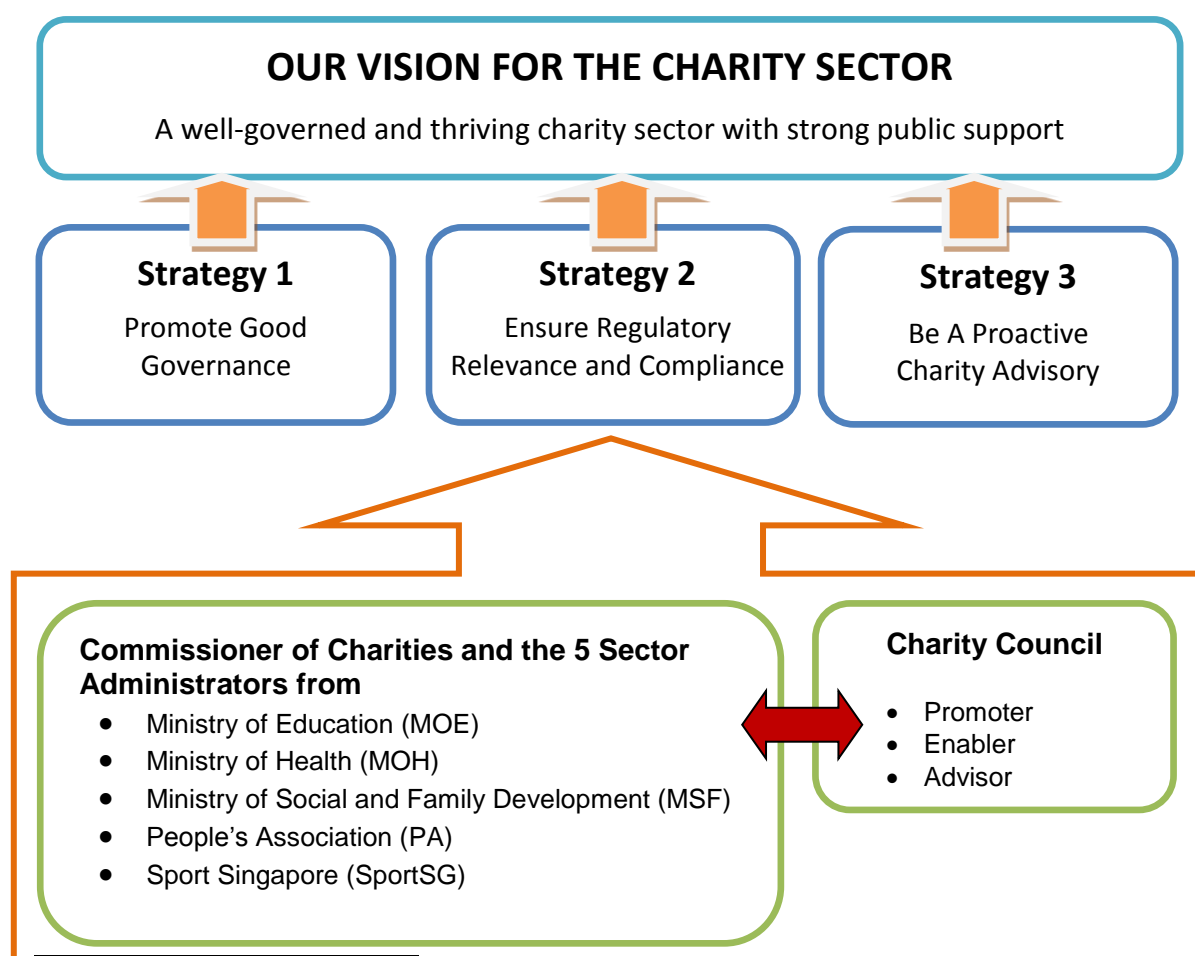 OUR VISION FOR THE CHARITY SECTOR
A well-governed and thriving charity sector with strong public support
Strategy 1
Promote Good
Governance
Strategy 2
Ensure Regulatory
Relevance and Compliance
Strategy 3
Be A Proactive
Charity Advisory
Commissioner of Charities and the 5 Sector
Administrators from
• Ministry of Education (MOE)
• Ministry of Health (MOH)
• Ministry of Social and Family Development (MSF)
• People’s Association (PA)
• Sport Singapore (SportSG)
Charity Council
• Promoter
• Enabler
• Advisor